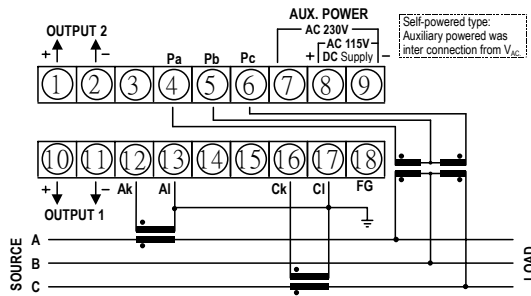 AUX. POWER
OUTPUT 2
AC 230V
AC 115V
+ −
Pa Pb Pc
+ DC Supply −
Self-powered type:
Auxiliary powered was
inter connection from VAC.
1 2 3 4 5 6 7 8 9
10 11 12 13 14 15 16 17 18
+ −
Ak Al Ck Cl FG
OUTPUT 1
SOURCE
A
B
C
LOAD